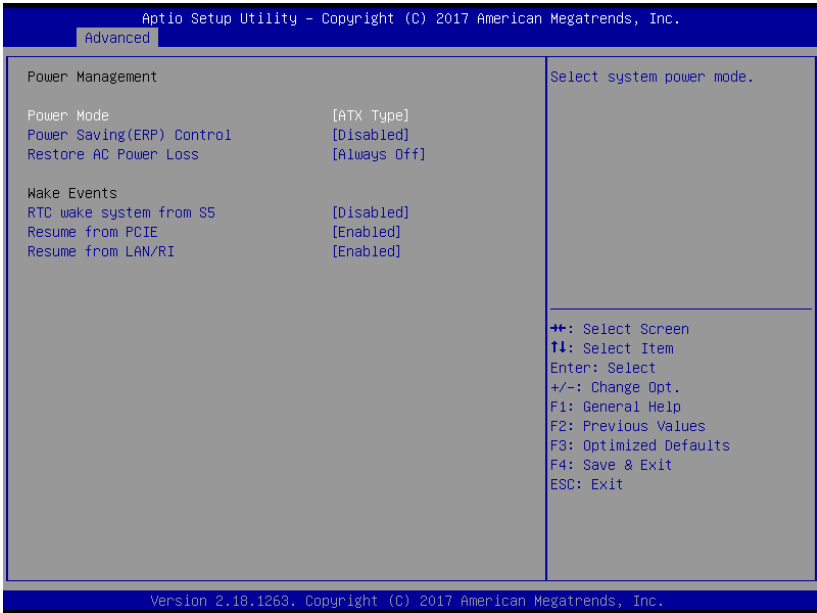 Aptio Setup Utility – Copyright (C) 2017 American Megatrends, Inc.
Advanced
Power Management
Select system power mode.
Power Mode [ATX Type]
Power Saving(ERP) Control [Disabled]
Restore AC Power Loss [Always Off]
Wake Events
RTC wake system from S5 [Disabled]
Resume from PCIE [Enabled]
Resume from LAN/RI [Enabled]
→←: Select Screen
↑↓: Select Item
Enter: Select
+/-: Change Opt.
F1: General Help
F2: Previous Values
F3: Optimized Defaults
F4: Save & Exit
ESC: Exit
Version 2.18.1263. Copyright (C) 2017 American Megatrends, Inc.